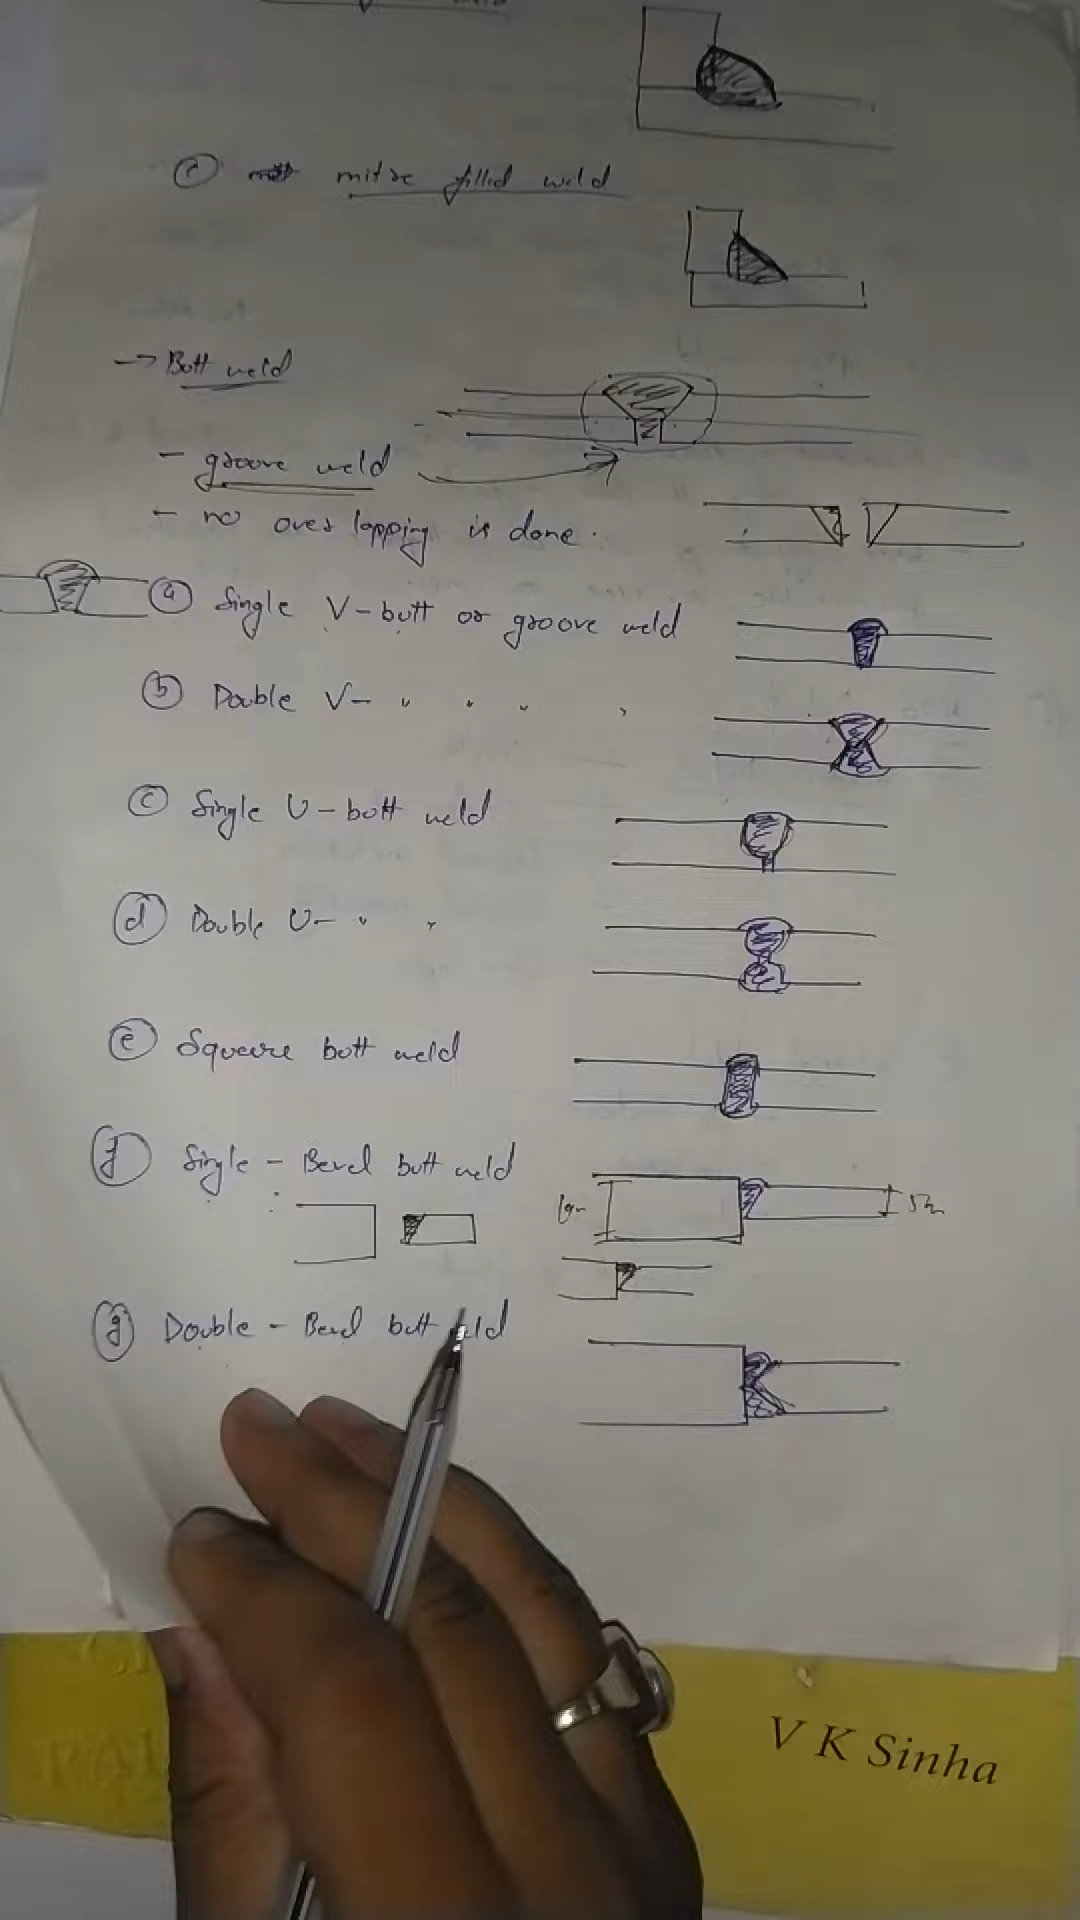 ⓒ mitre filled weld
→ Butt weld
- groove weld
- no over lapping is done.
ⓐ Single V-butt or groove weld
ⓑ Double V- " " " "
ⓒ Single U-butt weld
ⓓ Double U- " "
ⓔ Square butt weld
ⓕ Single - Bevel butt weld
ⓖ Double - Bevel butt weld
V K Sinha